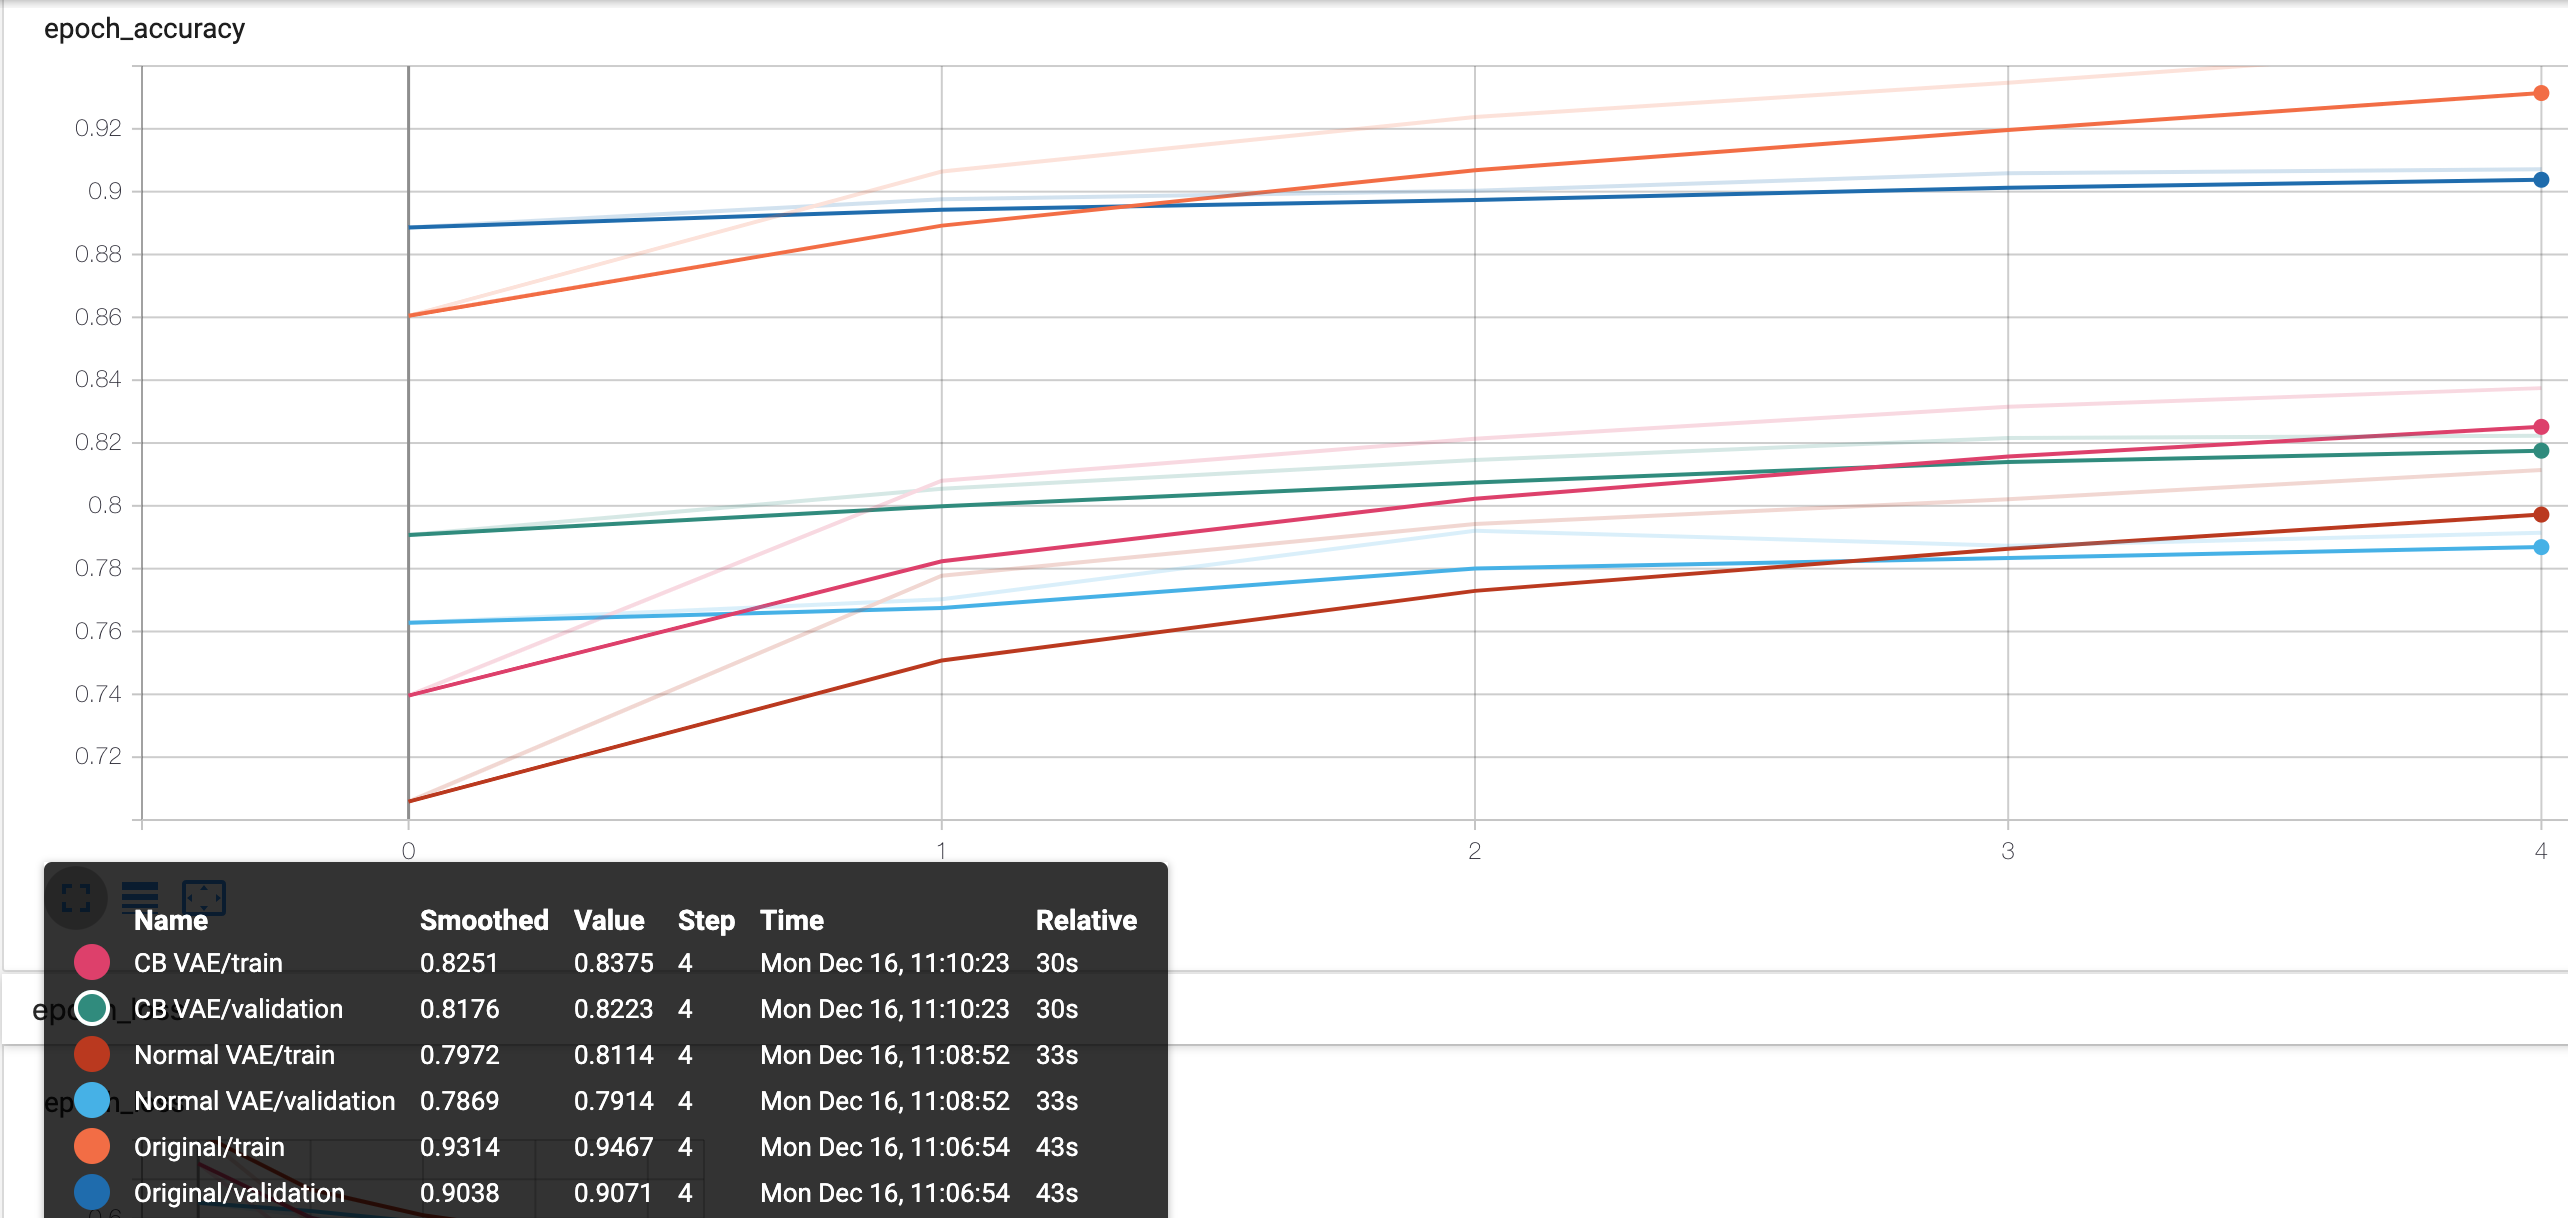 epoch_accuracy
0.92
0.9
0.88
0.86
0.84
0.82
0.8
0.78
0.76
0.74
0.72
0 1 2 3 4
Name Smoothed Value Step Time Relative
CB VAE/train 0.8251 0.8375 4 Mon Dec 16, 11:10:23 30s
CB VAE/validation 0.8176 0.8223 4 Mon Dec 16, 11:10:23 30s
Normal VAE/train 0.7972 0.8114 4 Mon Dec 16, 11:08:52 33s
Normal VAE/validation 0.7869 0.7914 4 Mon Dec 16, 11:08:52 33s
Original/train 0.9314 0.9467 4 Mon Dec 16, 11:06:54 43s
Original/validation 0.9038 0.9071 4 Mon Dec 16, 11:06:54 43s